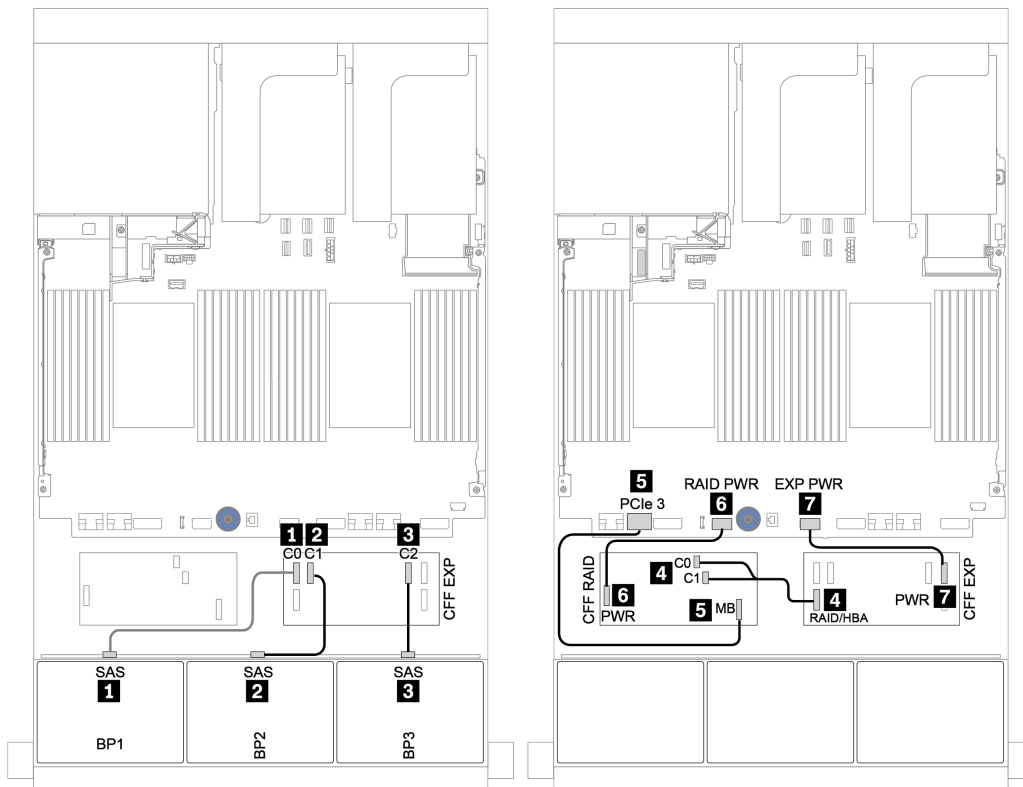 1
2
3
C0
C1
C2
CFF EXP
SAS
SAS
SAS
1
2
3
BP1
BP2
BP3
5
PCIe 3
RAID PWR
6
EXP PWR
7
CFF RAID
4
C0
C1
6
PWR
5
MB
4
RAID/HBA
PWR
7
CFF EXP